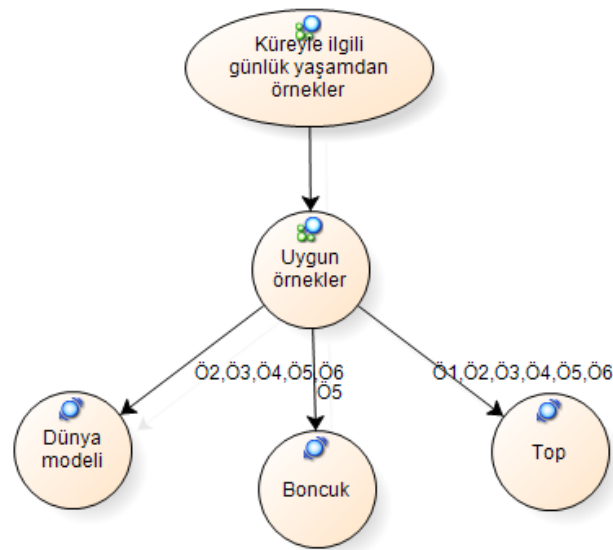 Küreyle ilgili
günlük yaşamdan
örnekler
Uygun
örnekler
Ö2,Ö3,Ö4,Ö5,Ö6
Ö5
Ö1,Ö2,Ö3,Ö4,Ö5,Ö6
Dünya
modeli
Boncuk
Top